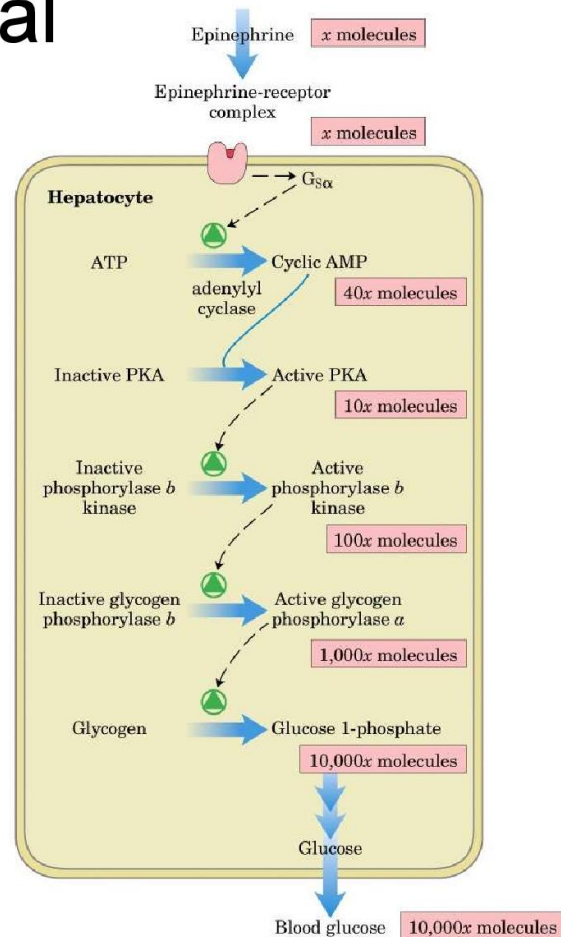 al
Epinephrine
x molecules
Epinephrine-receptor
complex
x molecules
Hepatocyte
GSα
ATP
Cyclic AMP
adenylyl
cyclase
40x molecules
Inactive PKA
Active PKA
10x molecules
Inactive
phosphorylase b
kinase
Active
phosphorylase b
kinase
100x molecules
Inactive glycogen
phosphorylase b
Active glycogen
phosphorylase a
1,000x molecules
Glycogen
Glucose 1-phosphate
10,000x molecules
Glucose
Blood glucose
10,000x molecules